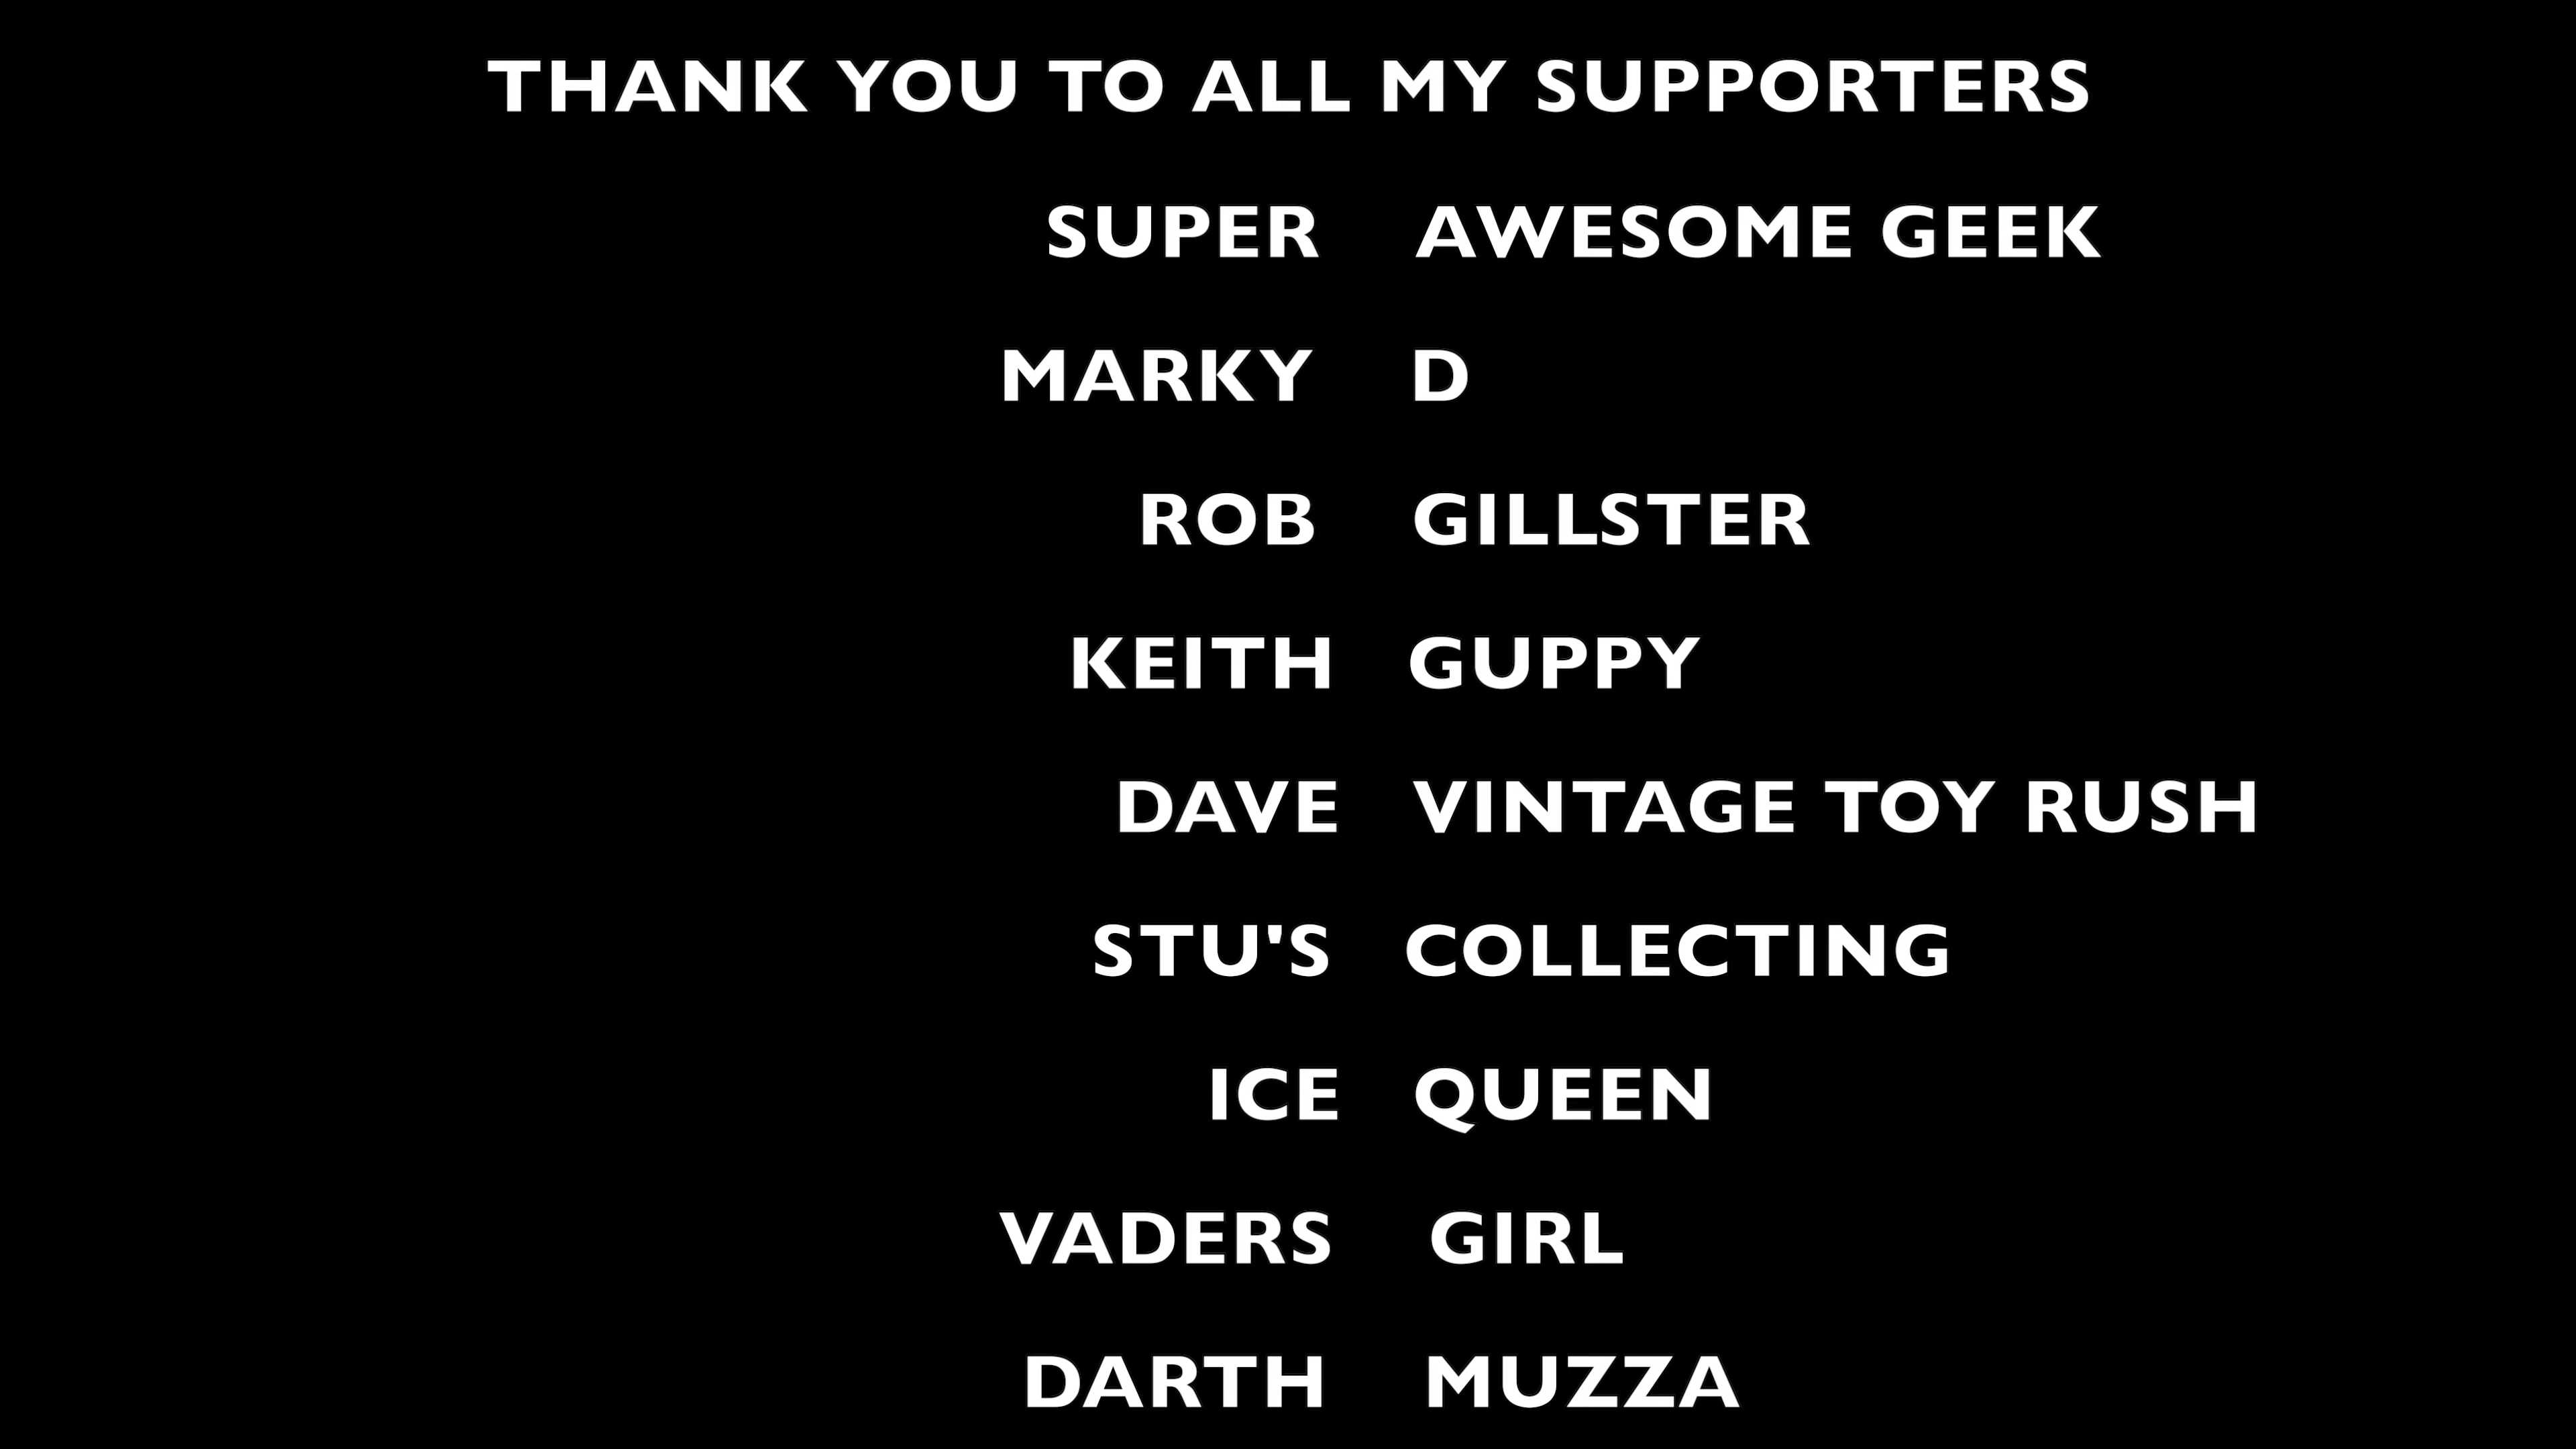 THANK YOU TO ALL MY SUPPORTERS
SUPER AWESOME GEEK
MARKY D
ROB GILLSTER
KEITH GUPPY
DAVE VINTAGE TOY RUSH
STU'S COLLECTING
ICE QUEEN
VADERS GIRL
DARTH MUZZA